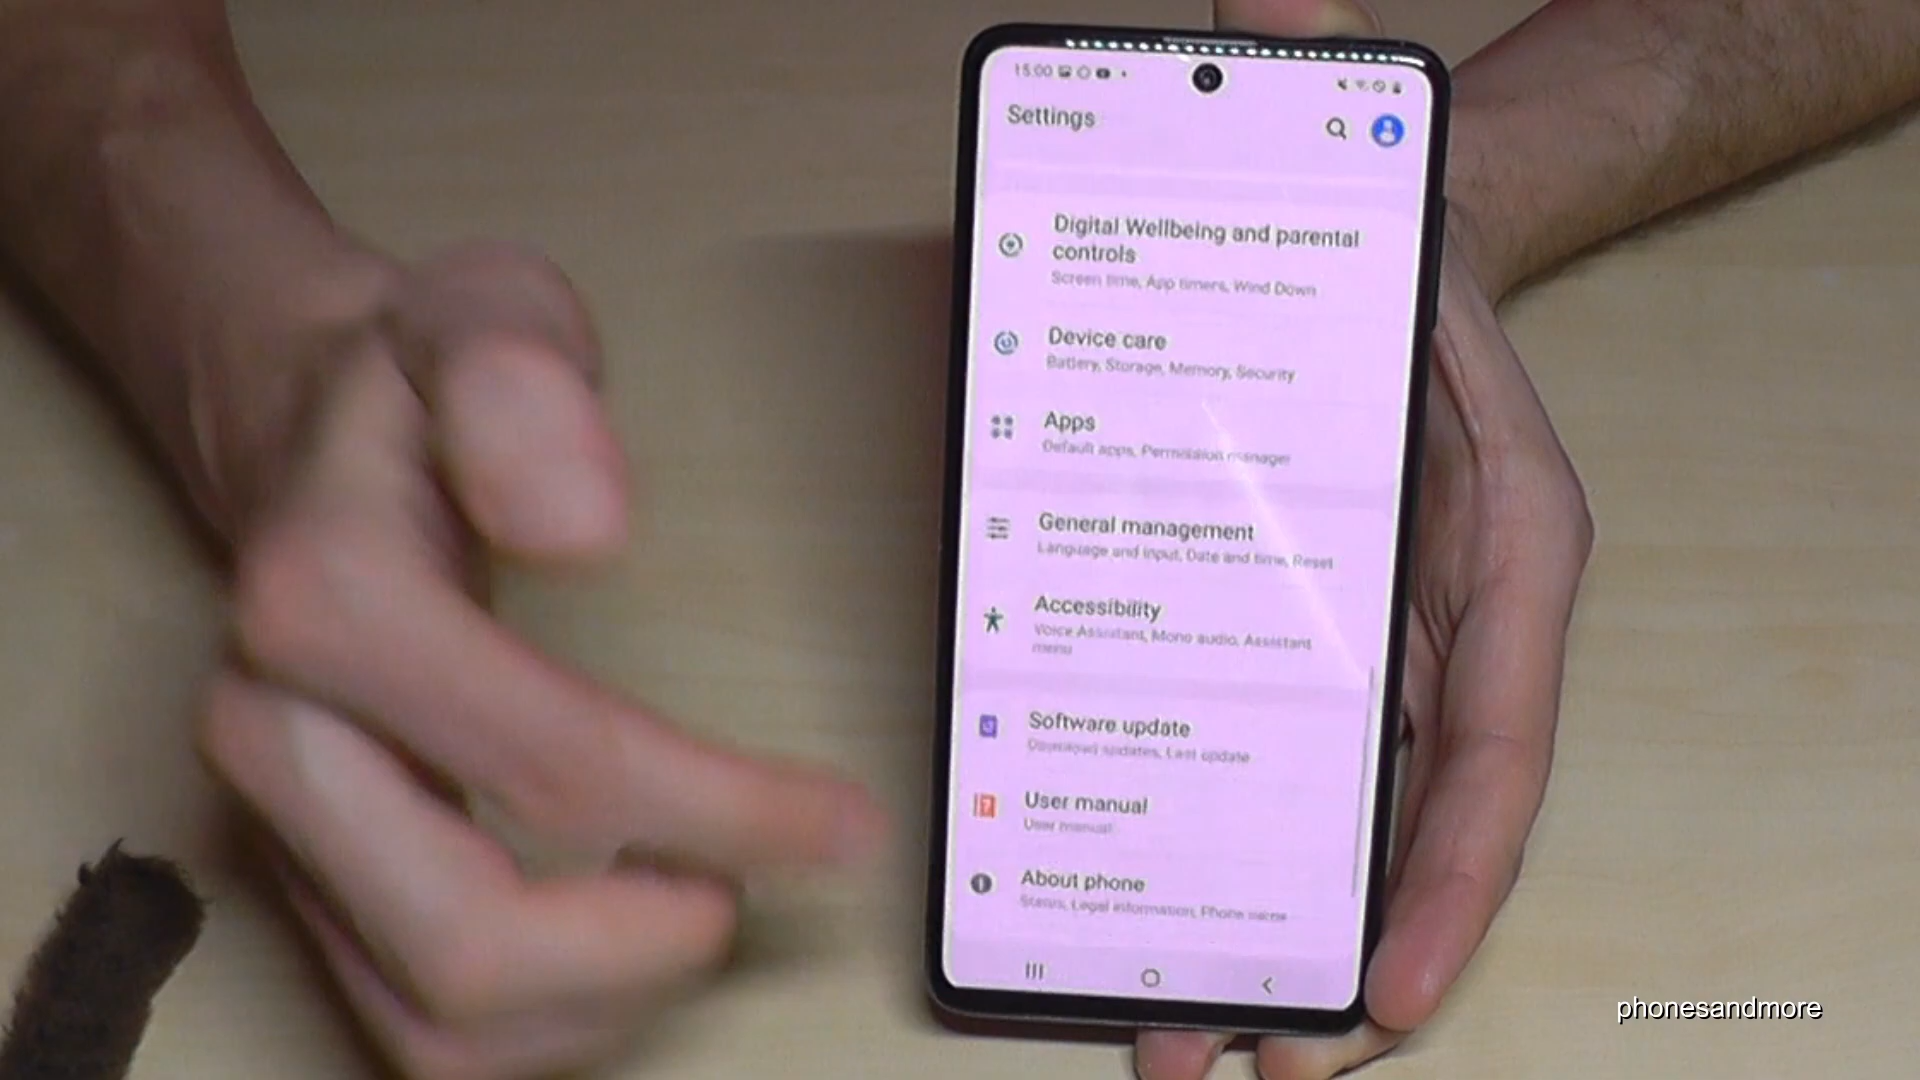 15:00
Settings
Digital Wellbeing and parental
controls
Screen time, App timers, Wind Down
Device care
Battery, Storage, Memory, Security
Apps
Default apps, Permission manager
General management
Language and input, Date and time, Reset
Accessibility
Voice Assistant, Mono audio, Assistant
menu
Software update
Download updates, Last update
User manual
User manual
About phone
Status, Legal information, Phone name
phonesandmore